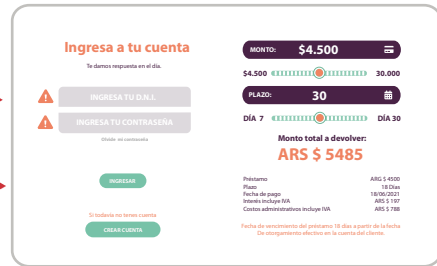 Ingresa a tu cuenta
Te damos respuesta en el día.
INGRESA TU D.N.I.
INGRESA TU CONTRASEÑA
Olvidé mi contraseña
INGRESAR
Si todavía no tenes cuenta
CREAR CUENTA
MONTO: $4.500
$4.500 30.000
PLAZO: 30
DÍA 7 DÍA 30
Monto total a devolver:
ARS $ 5485
Préstamo ARG $ 4500
Plazo 18 Días
Fecha de pago 18/06/2021
Interés incluye IVA ARS $ 197
Costos administrativos incluye IVA ARS $ 788
Fecha de vencimiento del préstamo: 18 días a partir de la fecha
De otorgamiento efectivo en la cuenta del cliente.